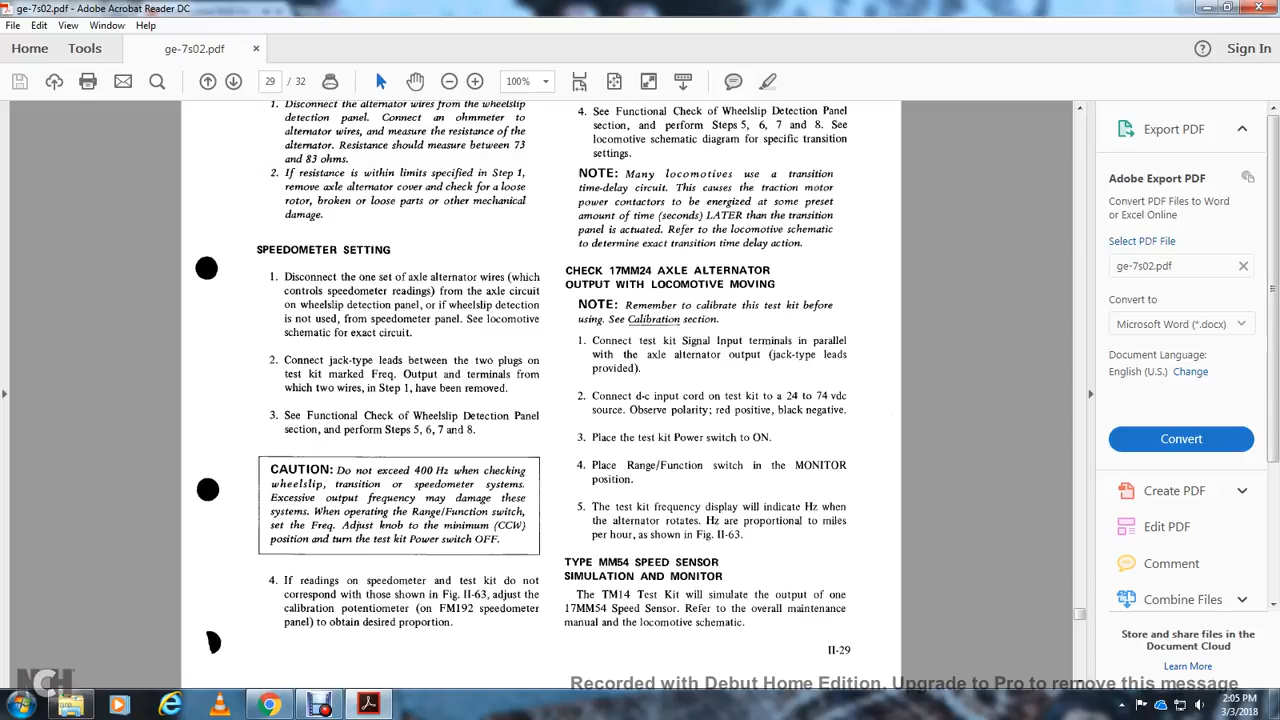 ge-7s02.pdf - Adobe Acrobat Reader DC
File Edit View Window Help
Home Tools ge-7s02.pdf × Sign In
29 / 32 100%
1. Disconnect the alternator wires from the wheelslip
detection panel. Connect an ohmmeter to
alternator wires, and measure the resistance of the
alternator. Resistance should measure between 73
and 83 ohms.
2. If resistance is within limits specified in Step 1,
remove axle alternator cover and check for a loose
rotor, broken or loose parts or other mechanical
damage.
SPEEDOMETER SETTING
1. Disconnect the one set of axle alternator wires (which
controls speedometer readings) from the axle circuit
on wheelslip detection panel, or if wheelslip detection
is not used, from speedometer panel. See locomotive
schematic for exact circuit.
2. Connect jack-type leads between the two plugs on
test kit marked Freq. Output and terminals from
which two wires, in Step 1, have been removed.
3. See Functional Check of Wheelslip Detection Panel
section, and perform Steps 5, 6, 7 and 8.
CAUTION: Do not exceed 400 Hz when checking
wheelslip, transition or speedometer systems.
Excessive output frequency may damage these
systems. When operating the Range/Function switch,
set the Freq. Adjust knob to the minimum (CCW)
position and turn the test kit Power switch OFF.
4. If readings on speedometer and test kit do not
correspond with those shown in Fig. II-63, adjust the
calibration potentiometer (on FM192 speedometer
panel) to obtain desired proportion.
4. See Functional Check of Wheelslip Detection Panel
section, and perform Steps 5, 6, 7 and 8. See
locomotive schematic diagram for specific transition
settings.
NOTE: Many locomotives use a transition
time-delay circuit. This causes the traction motor
power contactors to be energized at some preset
amount of time (seconds) LATER than the transition
panel is actuated. Refer to the locomotive schematic
to determine exact transition time delay action.
CHECK 17MM24 AXLE ALTERNATOR
OUTPUT WITH LOCOMOTIVE MOVING
NOTE: Remember to calibrate this test kit before
using. See Calibration section.
1. Connect test kit Signal Input terminals in parallel
with the axle alternator output (jack-type leads
provided).
2. Connect d-c input cord on test kit to a 24 to 74 vdc
source. Observe polarity; red positive, black negative.
3. Place the test kit Power switch to ON.
4. Place Range/Function switch in the MONITOR
position.
5. The test kit frequency display will indicate Hz when
the alternator rotates. Hz are proportional to miles
per hour, as shown in Fig. II-63.
TYPE MM54 SPEED SENSOR
SIMULATION AND MONITOR
The TM14 Test Kit will simulate the output of one
17MM54 Speed Sensor. Refer to the overall maintenance
manual and the locomotive schematic.
II-29
Export PDF
Adobe Export PDF
Convert PDF Files to Word
or Excel Online
Select PDF File
ge-7s02.pdf
Convert to
Microsoft Word (*.docx)
Document Language:
English (U.S.) Change
Convert
Create PDF
Edit PDF
Comment
Combine Files
Store and share files in the
Document Cloud
Learn More
NCH
Recorded with Debut Home Edition. Upgrade to Pro to remove this message
2:05 PM
3/3/2018